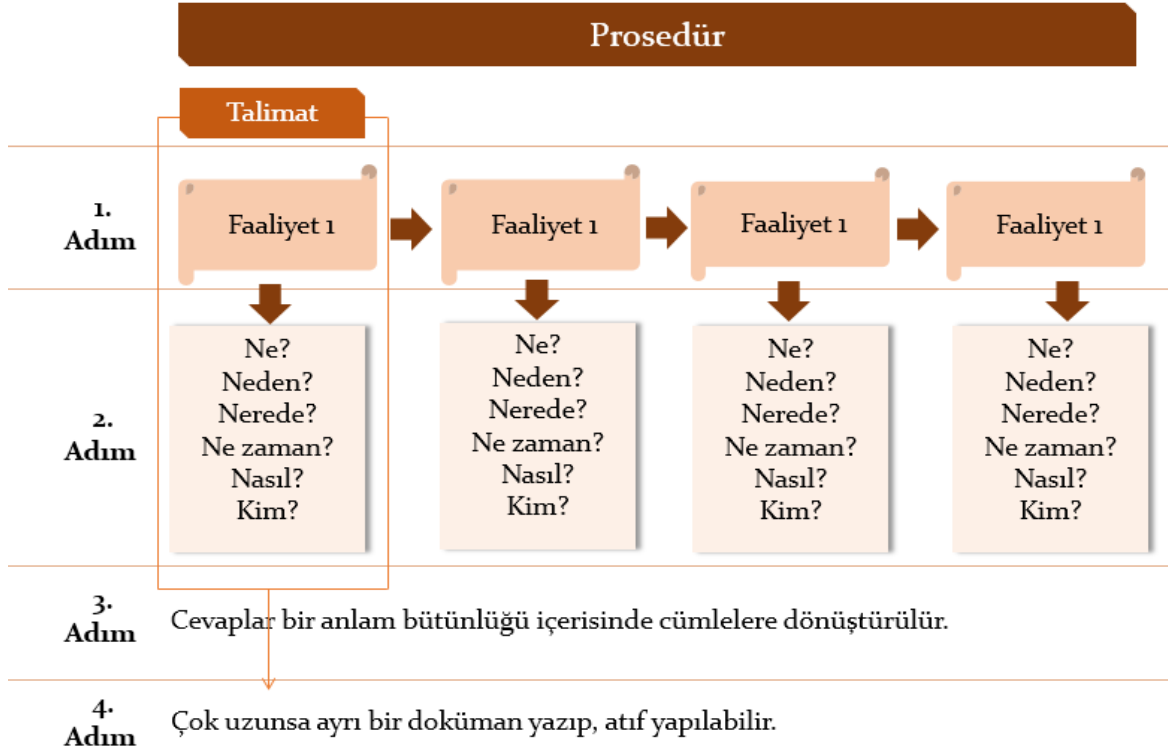 Prosedür
Talimat
1.
Adım
Faaliyet 1
Faaliyet 1
Faaliyet 1
Faaliyet 1
2.
Adım
Ne?
Neden?
Nerede?
Ne zaman?
Nasıl?
Kim?
Ne?
Neden?
Nerede?
Ne zaman?
Nasıl?
Kim?
Ne?
Neden?
Nerede?
Ne zaman?
Nasıl?
Kim?
Ne?
Neden?
Nerede?
Ne zaman?
Nasıl?
Kim?
3.
Adım
Cevaplar bir anlam bütünlüğü içerisinde cümlelere dönüştürülür.
4.
Adım
Çok uzunsa ayrı bir doküman yazıp, atıf yapılabilir.